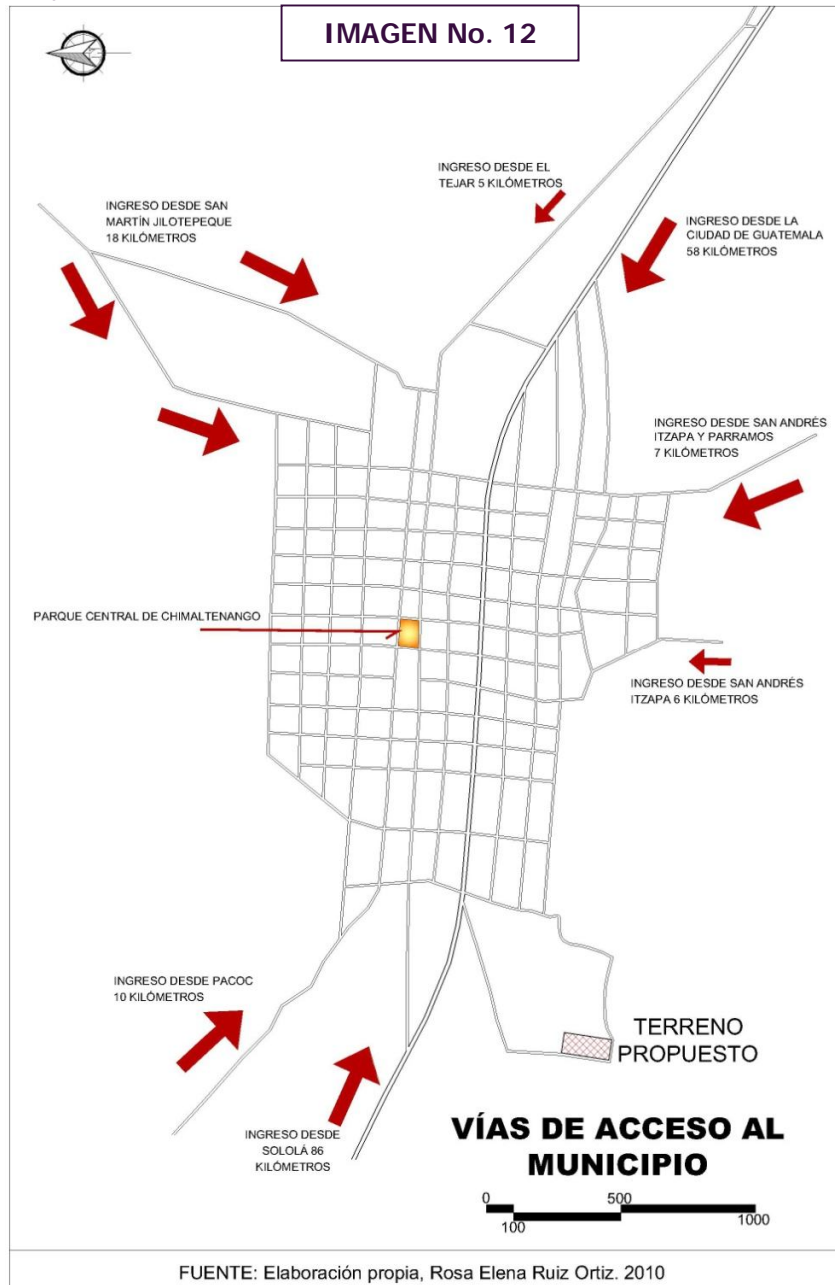 IMAGEN No. 12
INGRESO DESDE EL
TEJAR 5 KILÓMETROS
INGRESO DESDE SAN
MARTÍN JILOTEPEQUE
18 KILÓMETROS
INGRESO DESDE LA
CIUDAD DE GUATEMALA
58 KILÓMETROS
INGRESO DESDE SAN ANDRÉS
ITZAPA Y PARRAMOS
7 KILÓMETROS
PARQUE CENTRAL DE CHIMALTENANGO
INGRESO DESDE SAN ANDRÉS
ITZAPA 6 KILÓMETROS
INGRESO DESDE PACOC
10 KILÓMETROS
TERRENO
PROPUESTO
INGRESO DESDE
SOLOLÁ 86
KILÓMETROS
VÍAS DE ACCESO AL
MUNICIPIO
0 500
100 1000
FUENTE: Elaboración propia, Rosa Elena Ruiz Ortiz. 2010